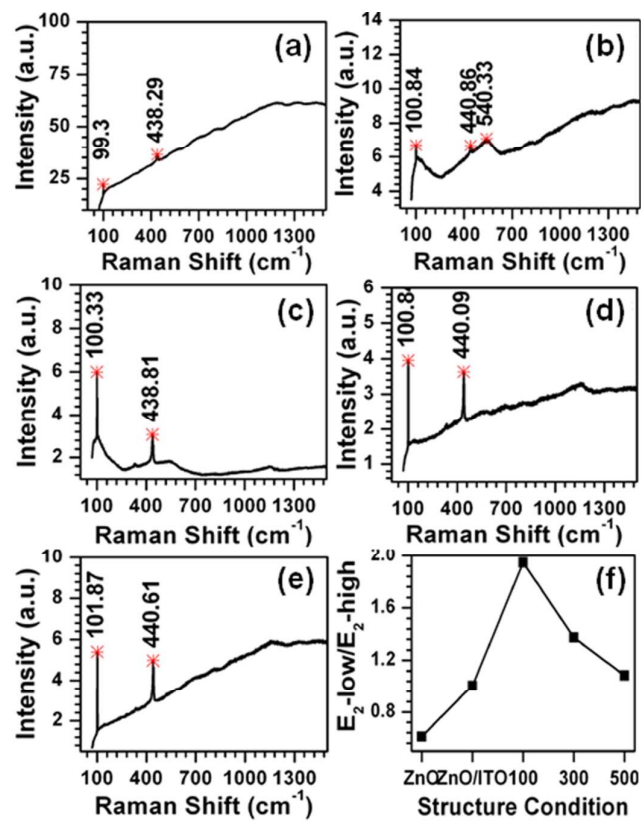 (a)
Intensity (a.u.)
100
75
50
25
99.3
438.29
100 400 700 1000 1300
Raman Shift (cm⁻¹)
(b)
Intensity (a.u.)
14
12
10
8
6
4
100.84
440.86
540.33
100 400 700 1000 1300
Raman Shift (cm⁻¹)
(c)
Intensity (a.u.)
10
8
6
4
2
100.33
438.81
100 400 700 1000 1300
Raman Shift (cm⁻¹)
(d)
Intensity (a.u.)
6
5
4
3
2
1
100.84
440.09
100 400 700 1000 1300
Raman Shift (cm⁻¹)
(e)
Intensity (a.u.)
10
8
6
4
2
101.87
440.61
100 400 700 1000 1300
Raman Shift (cm⁻¹)
(f)
E₂-low/E₂-high
2.0
1.6
1.2
0.8
ZnO ZnO/ITO 100 300 500
Structure Condition